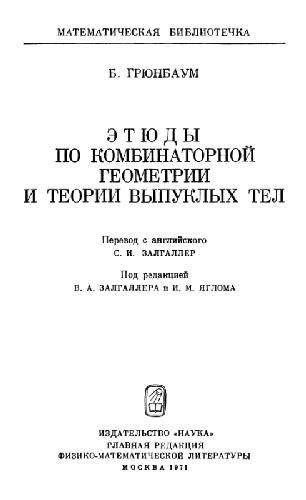 МАТЕМАТИЧЕСКАЯ БИБЛИОТЕЧКА
Б. ГРЮНБАУМ
ЭТЮДЫ
ПО КОМБИНАТОРНОЙ
ГЕОМЕТРИИ
И ТЕОРИИ ВЫПУКЛЫХ ТЕЛ
Перевод с английского
С. И. ЗАЛГАЛЛЕР
Под редакцией
В. А. ЗАЛГАЛЛЕРА и И. М. ЯГЛОМА
ИЗДАТЕЛЬСТВО «НАУКА»
ГЛАВНАЯ РЕДАКЦИЯ
ФИЗИКО-МАТЕМАТИЧЕСКОЙ ЛИТЕРАТУРЫ
МОСКВА 1971